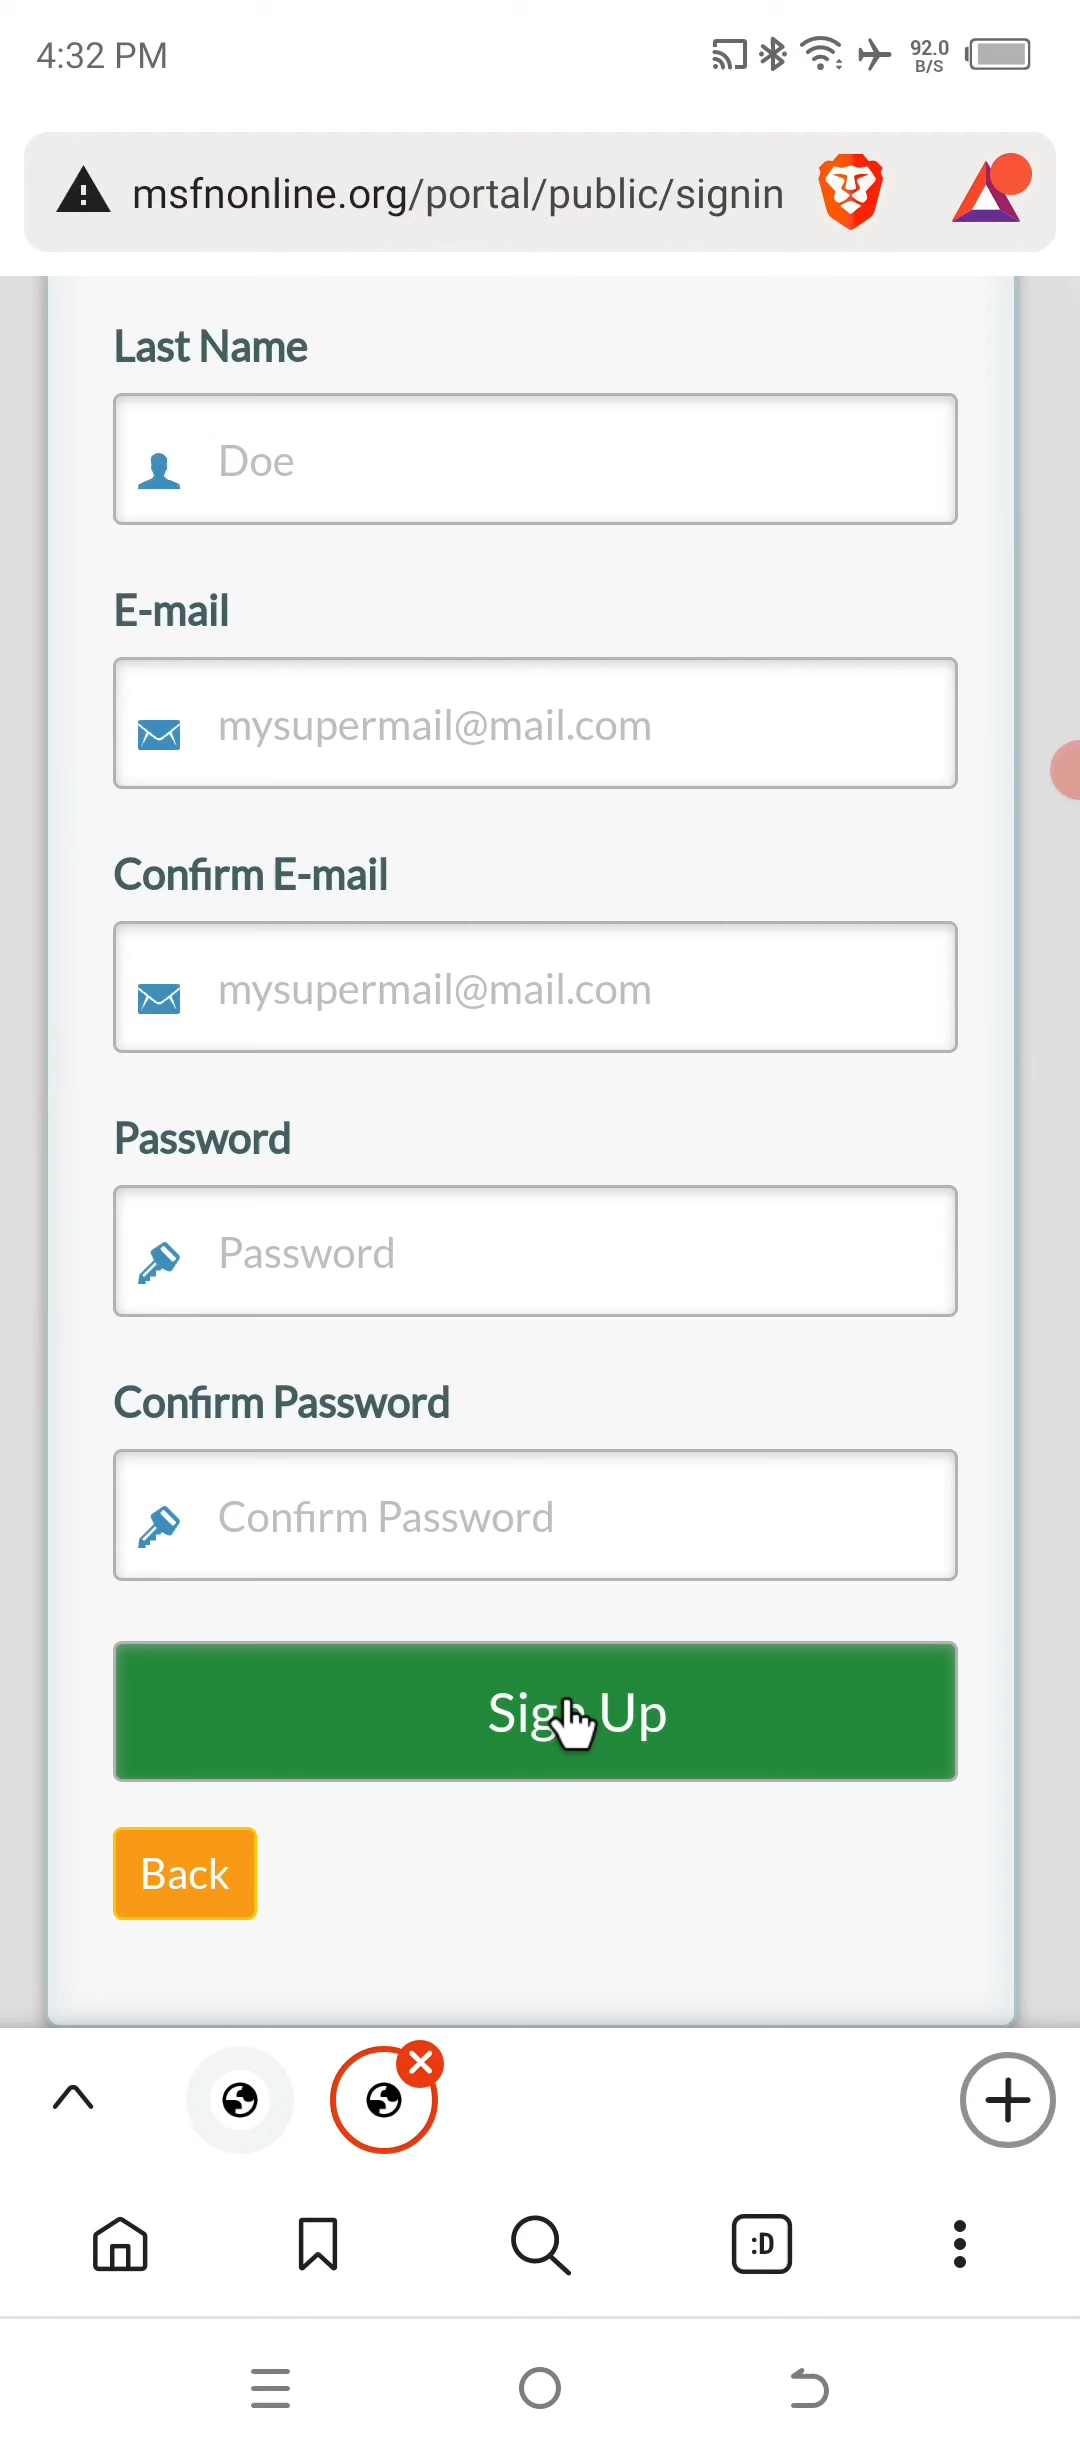 4:32 PM
92.0
B/S
msfnonline.org/portal/public/signin
Last Name
Doe
E-mail
mysupermail@mail.com
Confirm E-mail
mysupermail@mail.com
Password
Password
Confirm Password
Confirm Password
Sign Up
Back
:D